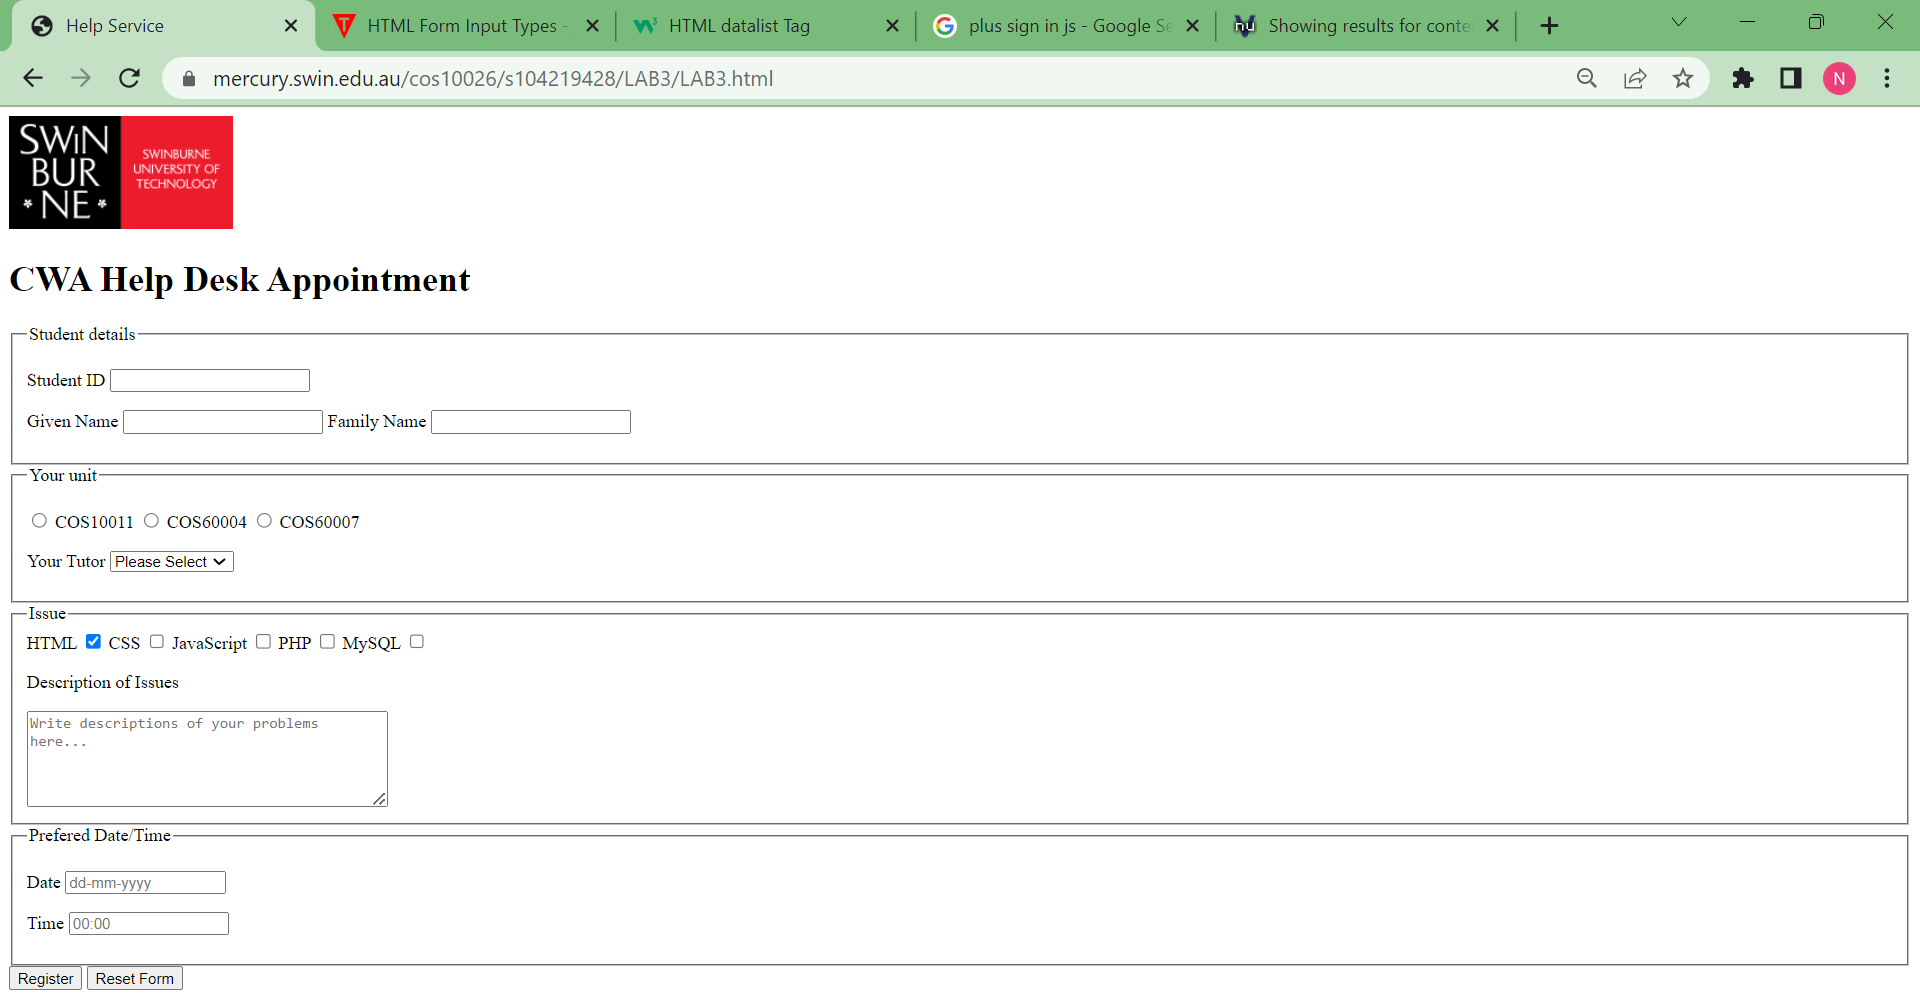 Help Service
HTML Form Input Types -
HTML datalist Tag
plus sign in js - Google Se
Showing results for conte
mercury.swin.edu.au/cos10026/s104219428/LAB3/LAB3.html
N
SWIN
BUR
NE
SWINBURNE
UNIVERSITY OF
TECHNOLOGY
CWA Help Desk Appointment
Student details
Student ID
Given Name Family Name
Your unit
COS10011 COS60004 COS60007
Your Tutor Please Select
Issue
HTML CSS JavaScript PHP MySQL
Description of Issues
Write descriptions of your problems
here...
Prefered Date/Time
Date dd-mm-yyyy
Time 00:00
Register Reset Form